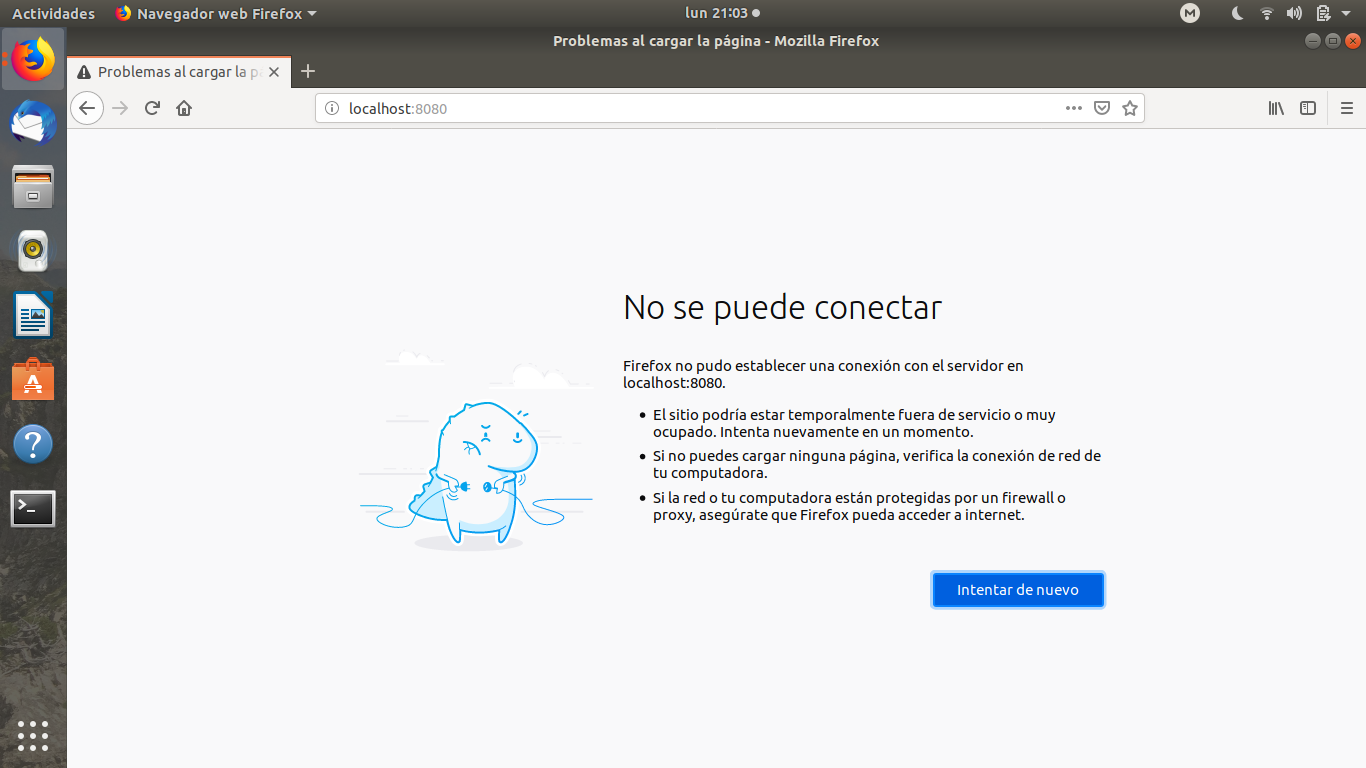 Actividades Navegador web Firefox lun 21:03 M
Problemas al cargar la página - Mozilla Firefox
Problemas al cargar la p
localhost:8080
No se puede conectar
Firefox no pudo establecer una conexión con el servidor en
localhost:8080.
El sitio podría estar temporalmente fuera de servicio o muy
ocupado. Intenta nuevamente en un momento.
Si no puedes cargar ninguna página, verifica la conexión de red de
tu computadora.
Si la red o tu computadora están protegidas por un firewall o
proxy, asegúrate que Firefox pueda acceder a internet.
Intentar de nuevo